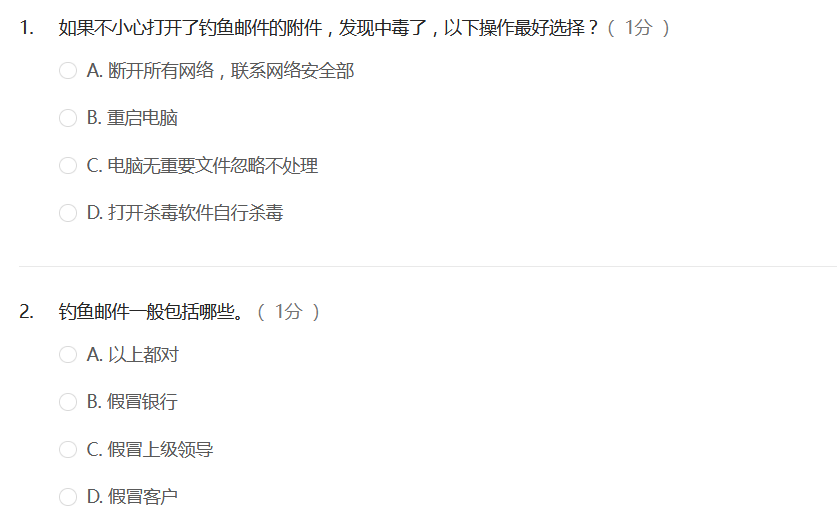 1. 如果不小心打开了钓鱼邮件的附件，发现中毒了，以下操作最好选择？（ 1分 ）
A. 断开所有网络，联系网络安全部
B. 重启电脑
C. 电脑无重要文件忽略不处理
D. 打开杀毒软件自行杀毒
2. 钓鱼邮件一般包括哪些。（ 1分 ）
A. 以上都对
B. 假冒银行
C. 假冒上级领导
D. 假冒客户